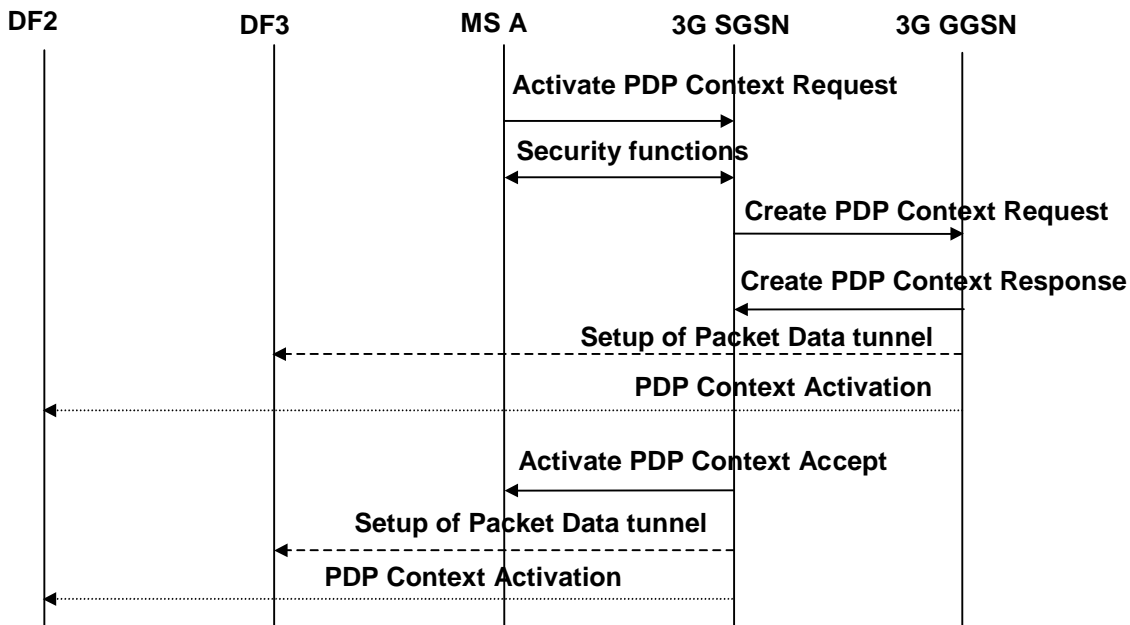 DF2
DF3
MS A
3G SGSN
3G GGSN
Activate PDP Context Request
Security functions
Create PDP Context Request
Create PDP Context Response
Setup of Packet Data tunnel
PDP Context Activation
Activate PDP Context Accept
Setup of Packet Data tunnel
PDP Context Activation